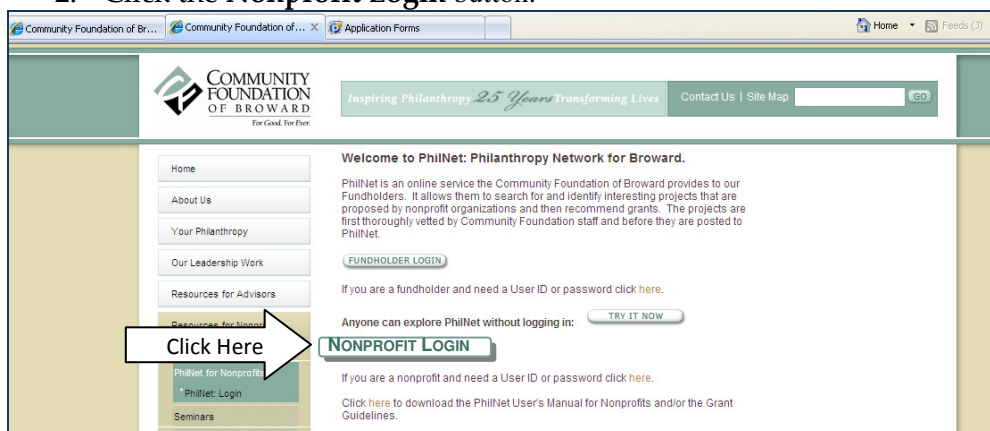 2. Click the Nonprofit Login button.
Community Foundation of Br...
Community Foundation of... X
Application Forms
Home
Feeds (J)
COMMUNITY
FOUNDATION
OF BROWARD
For Good. For Ever.
Inspiring Philanthropy 25 Years Transforming Lives
Contact Us | Site Map
GO
Home
About Us
Your Philanthropy
Our Leadership Work
Resources for Advisors
Resources for Nonpr
Click Here
PhilNet for Nonprofits
PhilNet: Login
Seminars
Welcome to PhilNet: Philanthropy Network for Broward.
PhilNet is an online service the Community Foundation of Broward provides to our
Fundholders. It allows them to search for and identify interesting projects that are
proposed by nonprofit organizations and then recommend grants. The projects are
first thoroughly vetted by Community Foundation staff and before they are posted to
PhilNet.
FUNDHOLDER LOGIN
If you are a fundholder and need a User ID or password click here.
Anyone can explore PhilNet without logging in: TRY IT NOW
NONPROFIT LOGIN
If you are a nonprofit and need a User ID or password click here.
Click here to download the PhilNet User's Manual for Nonprofits and/or the Grant
Guidelines.